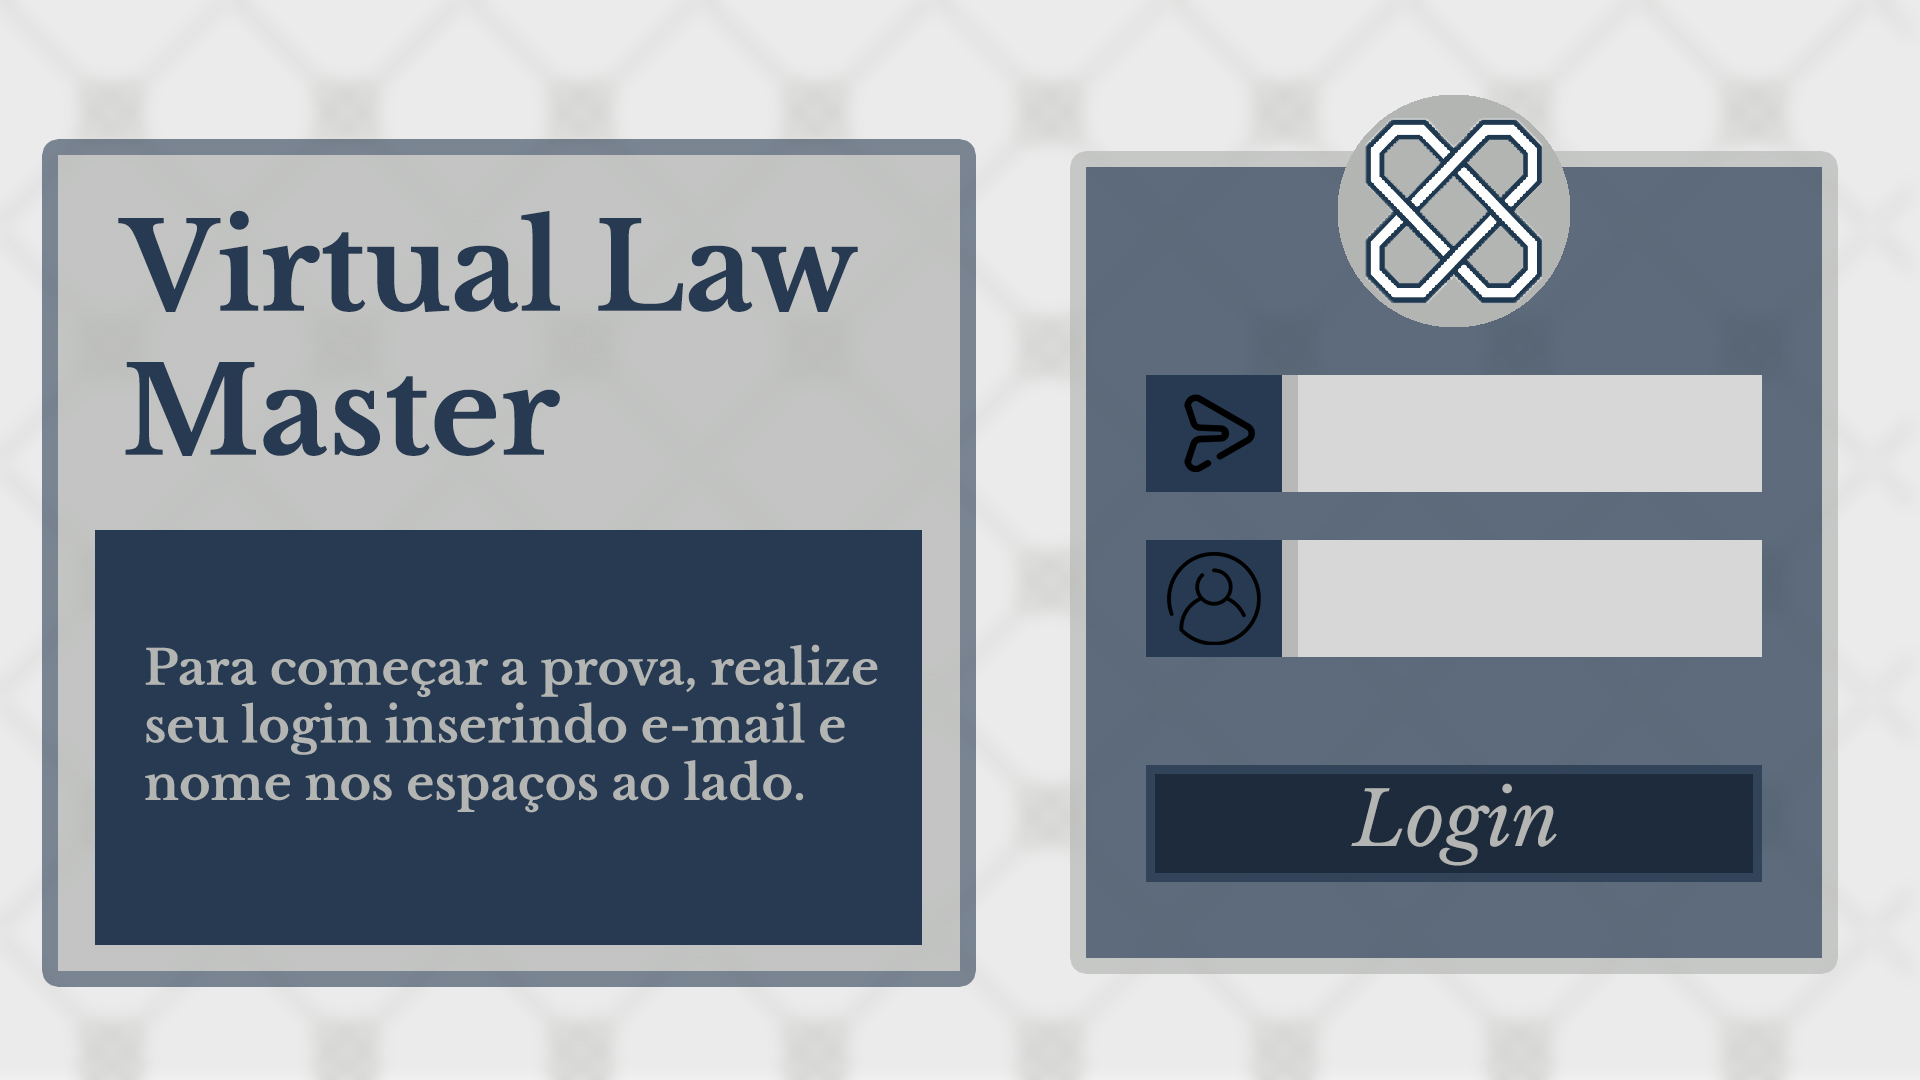 Virtual Law
Master
Para começar a prova, realize
seu login inserindo e-mail e
nome nos espaços ao lado.
Login